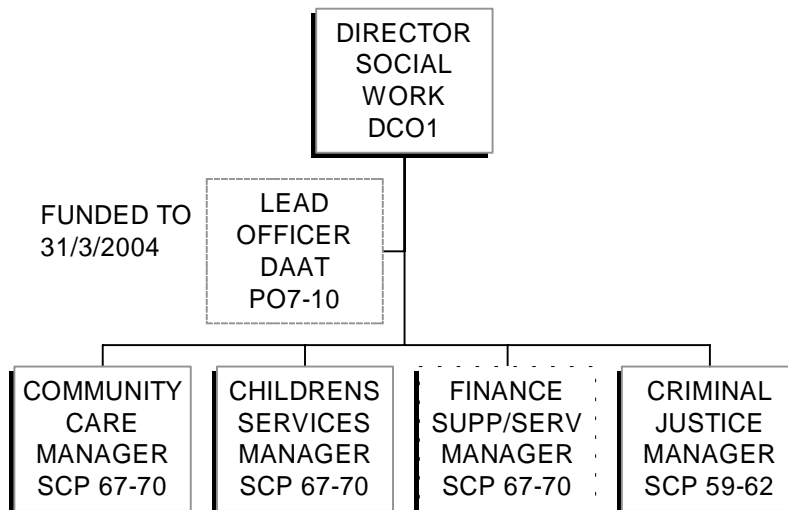 DIRECTOR
SOCIAL
WORK
DCO1
FUNDED TO
31/3/2004
LEAD
OFFICER
DAAT
PO7-10
COMMUNITY
CARE
MANAGER
SCP 67-70
CHILDRENS
SERVICES
MANAGER
SCP 67-70
FINANCE
SUPP/SERV
MANAGER
SCP 67-70
CRIMINAL
JUSTICE
MANAGER
SCP 59-62